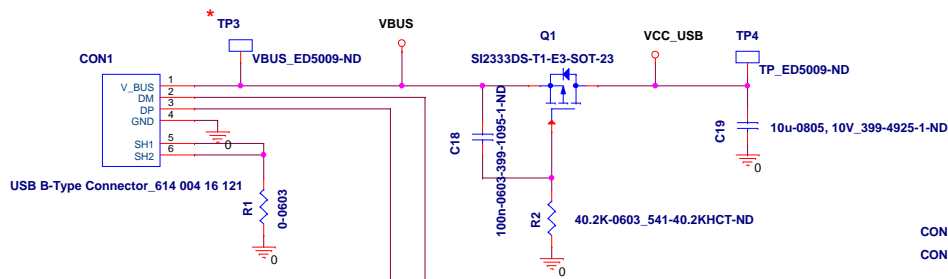 *
TP3
VBUS
Q1
VCC_USB
TP4
CON1
VBUS_ED5009-ND
SI2333DS-T1-E3-SOT-23
TP_ED5009-ND
V_BUS 1
DM 2
DP 3
GND 4
SH1 5
SH2 6
0
USB B-Type Connector_614 004 16 121
R1
0-0603
0
C18
100n-0603-399-1095-1-ND
R2
40.2K-0603_541-40.2KHCT-ND
0
C19
10u-0805, 10V_399-4925-1-ND
0
CON
CON